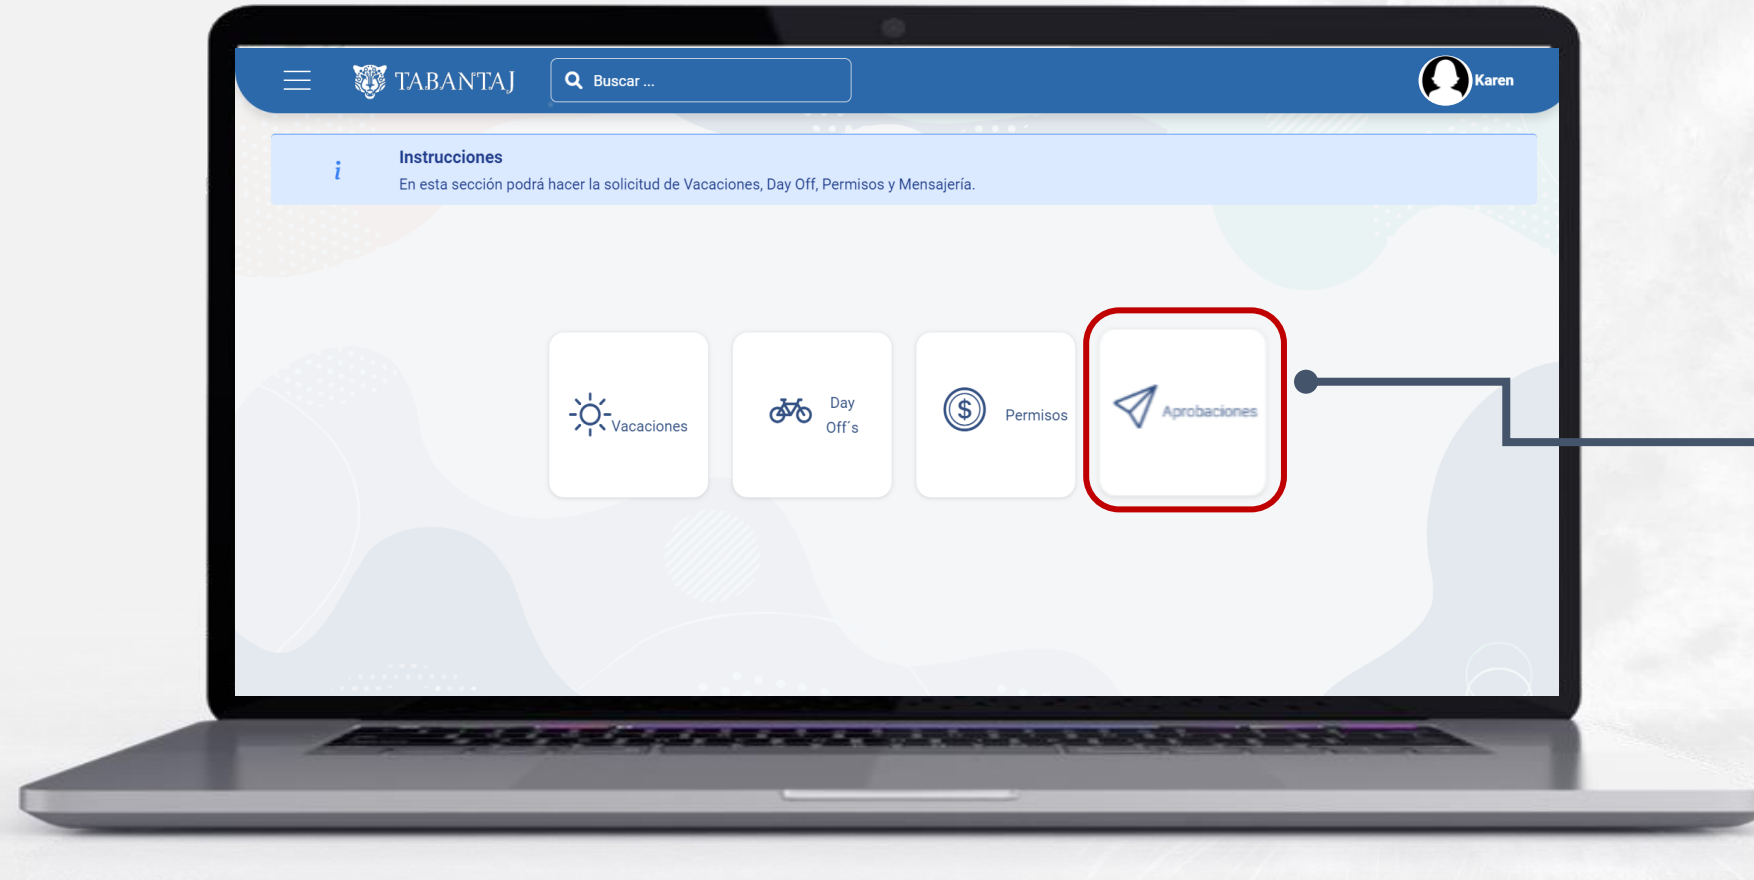 TABANTAJ
Buscar ...
Karen
Instrucciones
En esta sección podrá hacer la solicitud de Vacaciones, Day Off, Permisos y Mensajería.
Vacaciones
Day
Off´s
Permisos
Aprobaciones